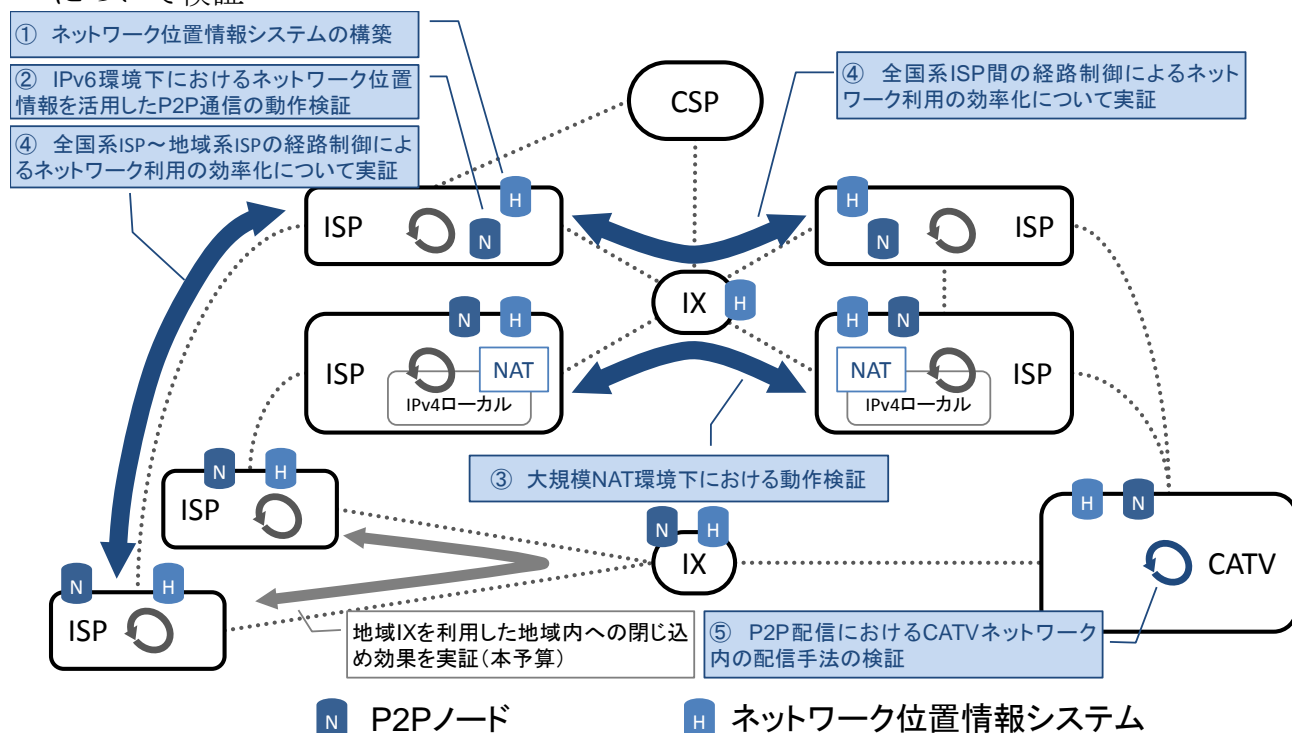 について検証
① ネットワーク位置情報システムの構築
② IPv6環境下におけるネットワーク位置
情報を活用したP2P通信の動作検証
④ 全国系ISP～地域系ISPの経路制御によ
るネットワーク利用の効率化について実証
CSP
④ 全国系ISP間の経路制御によるネット
ワーク利用の効率化について実証
ISP
H
N
H
N
ISP
IX
H
N
H
ISP
NAT
IPv4ローカル
H
N
NAT
ISP
IPv4ローカル
③ 大規模NAT環境下における動作検証
N
H
ISP
N
H
IX
H
N
CATV
N
H
ISP
地域IXを利用した地域内への閉じ込
め効果を実証（本予算）
⑤ P2P配信におけるCATVネットワーク
内の配信手法の検証
N P2Pノード
H ネットワーク位置情報システム